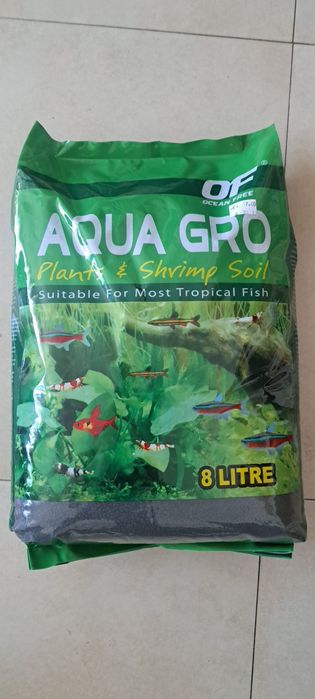 OF®
OCEAN FREE
AQUA GRO
Plants & Shrimp Soil
Suitable For Most Tropical Fish
8 LITRE